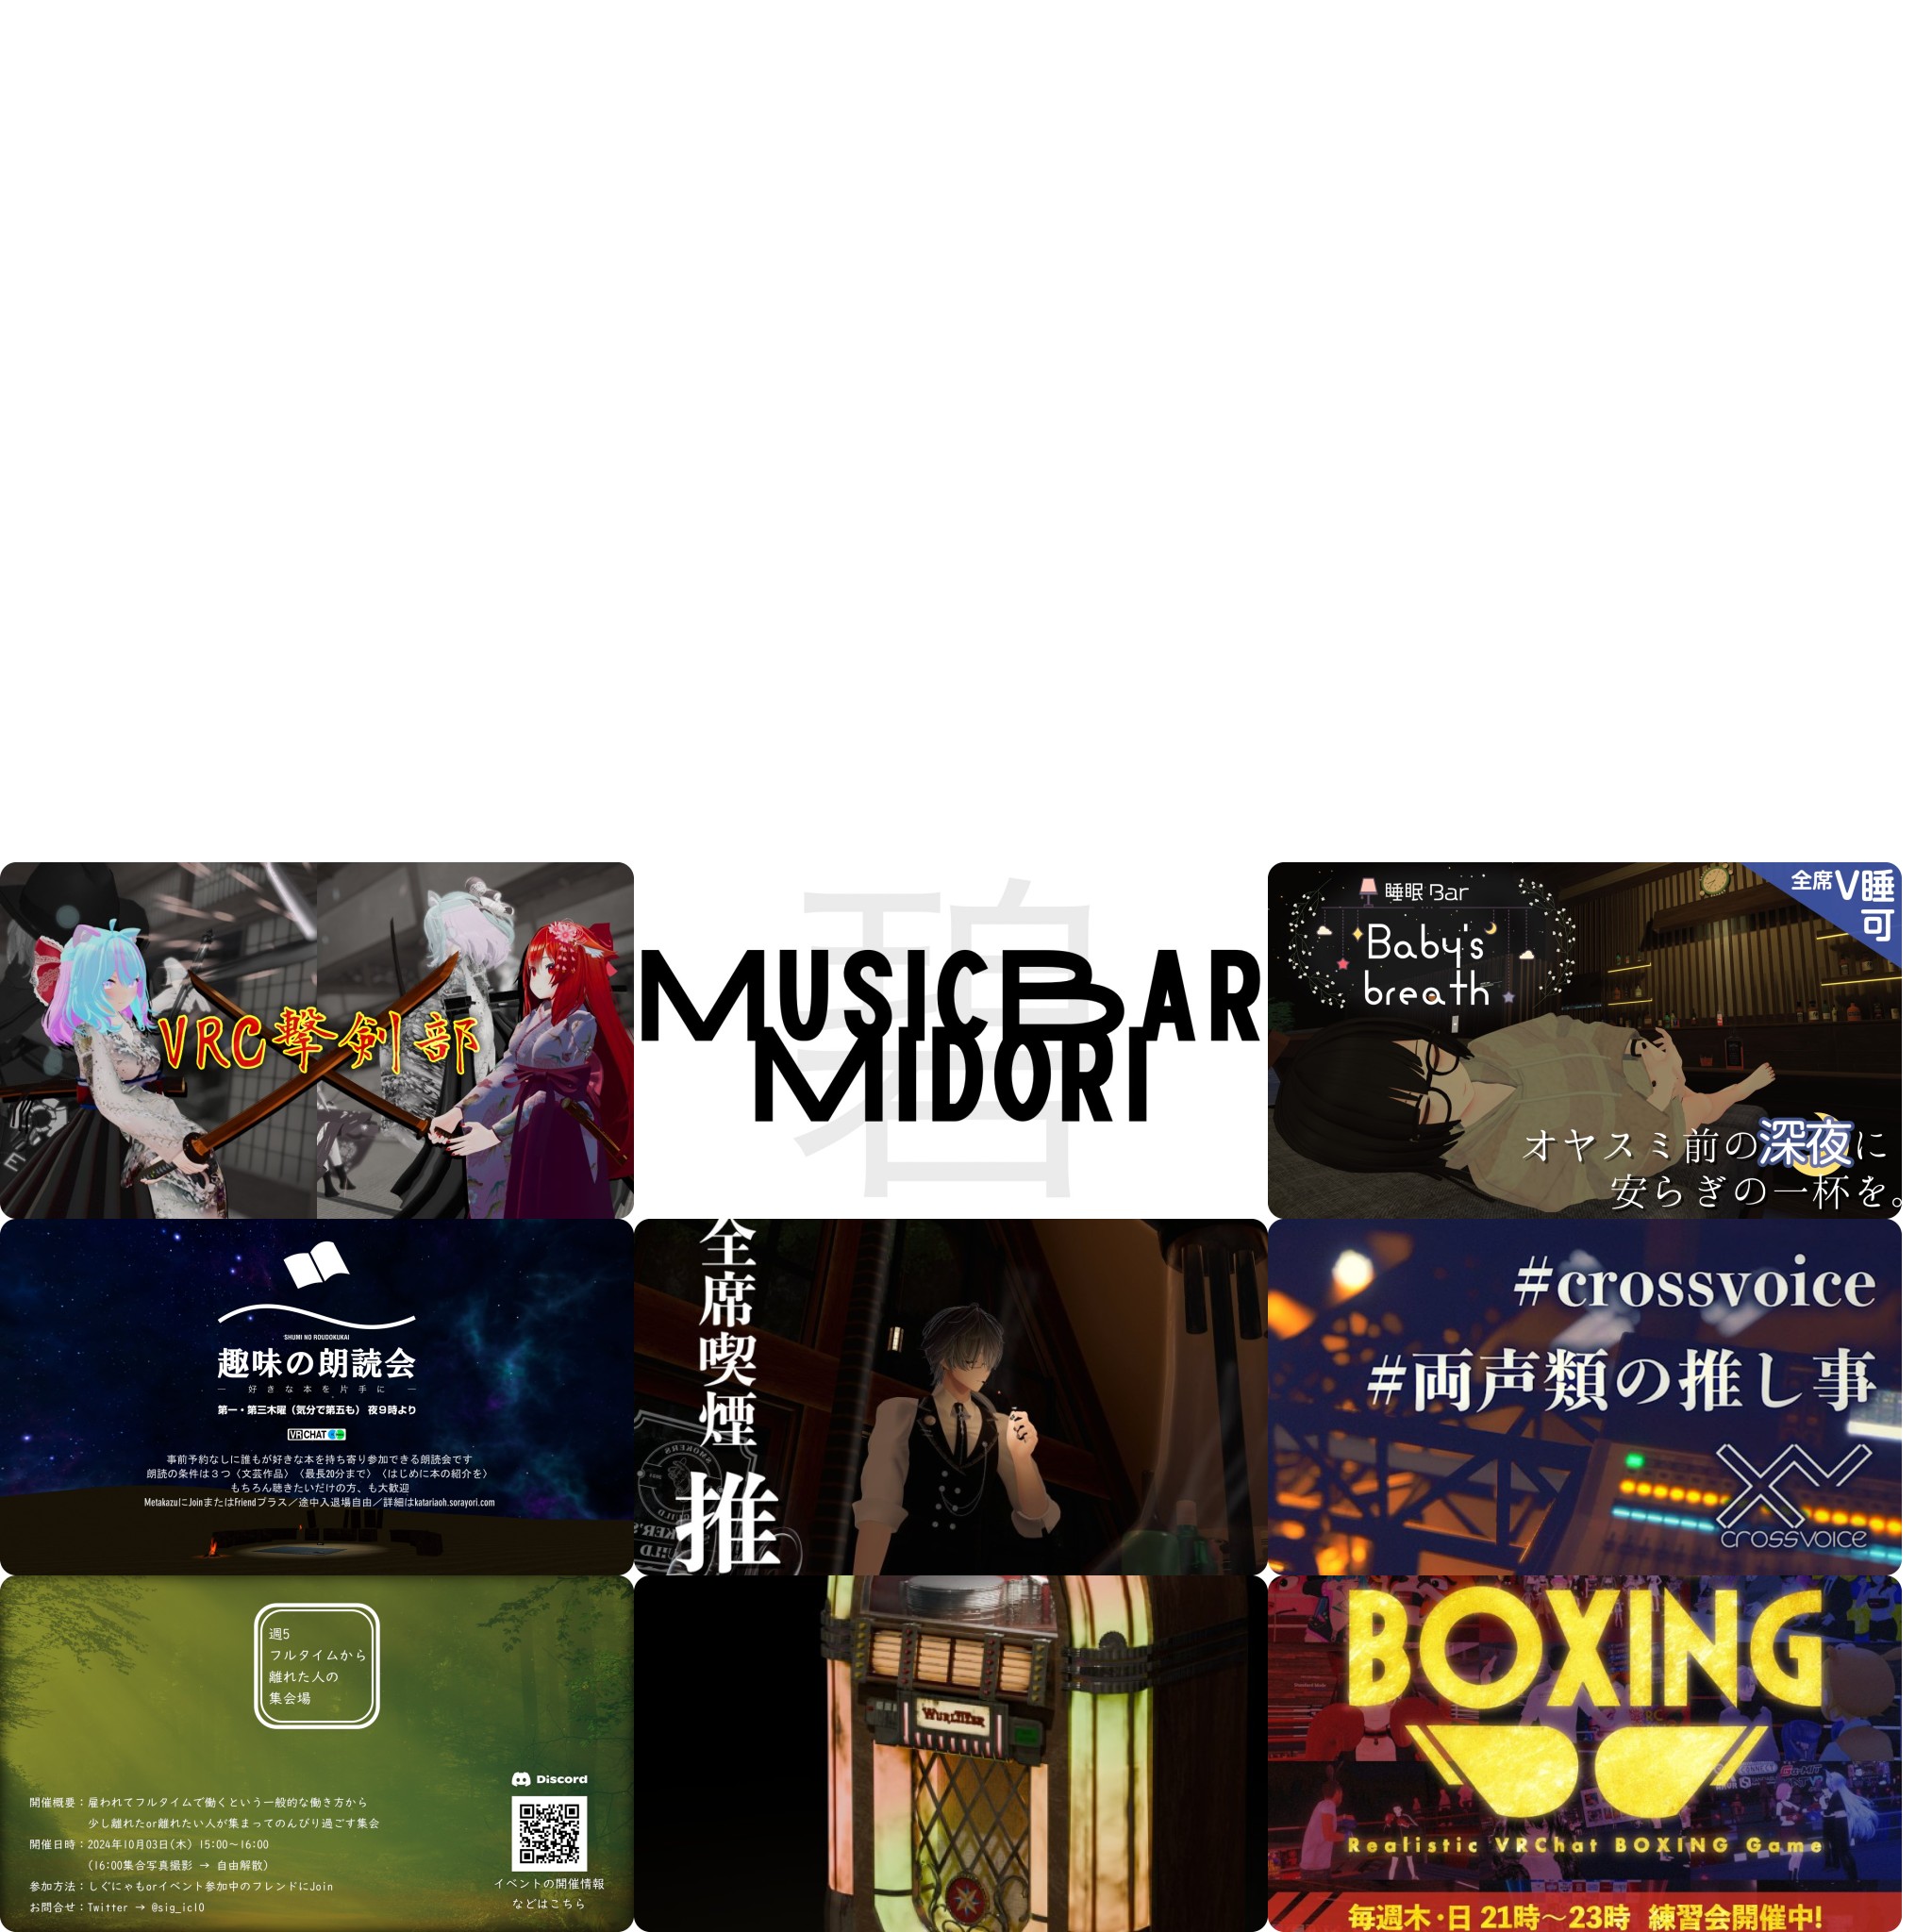 VRC撃剣部
碧
MUSICBAR
MIDORI
睡眠Bar
Baby's
breath
全席V睡
可
オヤスミ前の深夜に
安らぎの一杯を。
SHUMI NO ROUDOKUKAI
趣味の朗読会
― 好きな本を片手に ―
第一・第三木曜（気分で第五も） 夜9時より
VRCHAT
事前予約なしに誰もが好きな本を持ち寄り参加できる朗読会です
朗読の条件は３つ〈文芸作品〉〈最長20分まで〉〈はじめに本の紹介を〉
もちろん聴きたいだけの方、も大歓迎
MetakazuにJoinまたはFriendプラス／途中入退場自由／詳細はkatariaoh.sorayori.com
全席喫煙
推
#crossvoice
#両声類の推し事
crossvoice
週5
フルタイムから
離れた人の
集会場
開催概要：雇われてフルタイムで働くという一般的な働き方から
少し離れたor離れたい人が集まってのんびり過ごす集会
開催日時：2024年10月03日(木) 15:00〜16:00
(16:00集合写真撮影 → 自由解散)
参加方法：しぐにゃもorイベント参加中のフレンドにJoin
お問合せ：Twitter → @sig_ic10
Discord
イベントの開催情報
などはこちら
WURLITZER
BOXING
Realistic VRChat BOXING Game
毎週木・日 21時〜23時 練習会開催中!